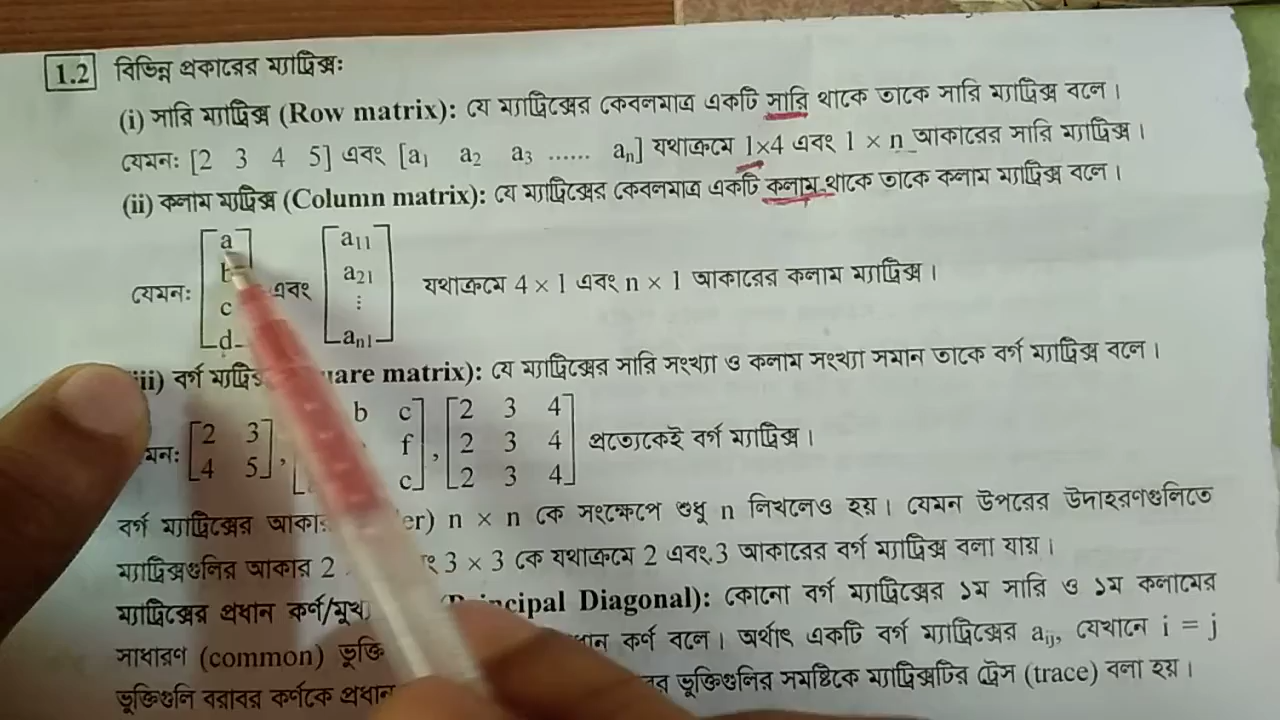 1.2 বিভিন্ন প্রকারের ম্যাট্রিক্স:
(i) সারি ম্যাট্রিক্স (Row matrix): যে ম্যাট্রিক্সের কেবলমাত্র একটি সারি থাকে তাকে সারি ম্যাট্রিক্স বলে।
যেমন: [2 3 4 5] এবং [a₁ a₂ a₃ ...... aₙ] যথাক্রমে 1×4 এবং 1 × n আকারের সারি ম্যাট্রিক্স।
(ii) কলাম ম্যাট্রিক্স (Column matrix): যে ম্যাট্রিক্সের কেবলমাত্র একটি কলাম থাকে তাকে কলাম ম্যাট্রিক্স বলে।
a a₁₁
b a₂₁
যেমন: এবং যথাক্রমে 4 × 1 এবং n × 1 আকারের কলাম ম্যাট্রিক্স।
c ⋮
d aₙ₁
ii) বর্গ uare matrix): যে ম্যাট্রিক্সের সারি সংখ্যা ও কলাম সংখ্যা সমান তাকে বর্গ ম্যাট্রিক্স বলে।
b c 2 3 4
2 3 f 2 3 4 প্রত্যেকেই বর্গ ম্যাট্রিক্স।
মন: 4 5 , c , 2 3 4
বর্গ ম্যাট্রিক্সের er) n × n কে সংক্ষেপে শুধু n লিখলেও হয়। যেমন উপরের উদাহরণগুলিতে
ম্যাট্রিক্সগুলির আকার 2 3 × 3 কে যথাক্রমে 2 এবং 3 আকারের বর্গ ম্যাট্রিক্স বলা যায়।
ম্যাট্রিক্সের প্রধান কর্ণ/মুখ্য Principal Diagonal): কোনো বর্গ ম্যাট্রিক্সের ১ম সারি ও ১ম কলামের
সাধারণ (common) ভুক্তি কর্ণ বলে। অর্থাৎ একটি বর্গ ম্যাট্রিক্সের aᵢⱼ, যেখানে i = j
ভুক্তিগুলি বরাবর কর্ণকে প্রধান ভুক্তিগুলির সমষ্টিকে ম্যাট্রিক্সটির ট্রেস (trace) বলা হয়।